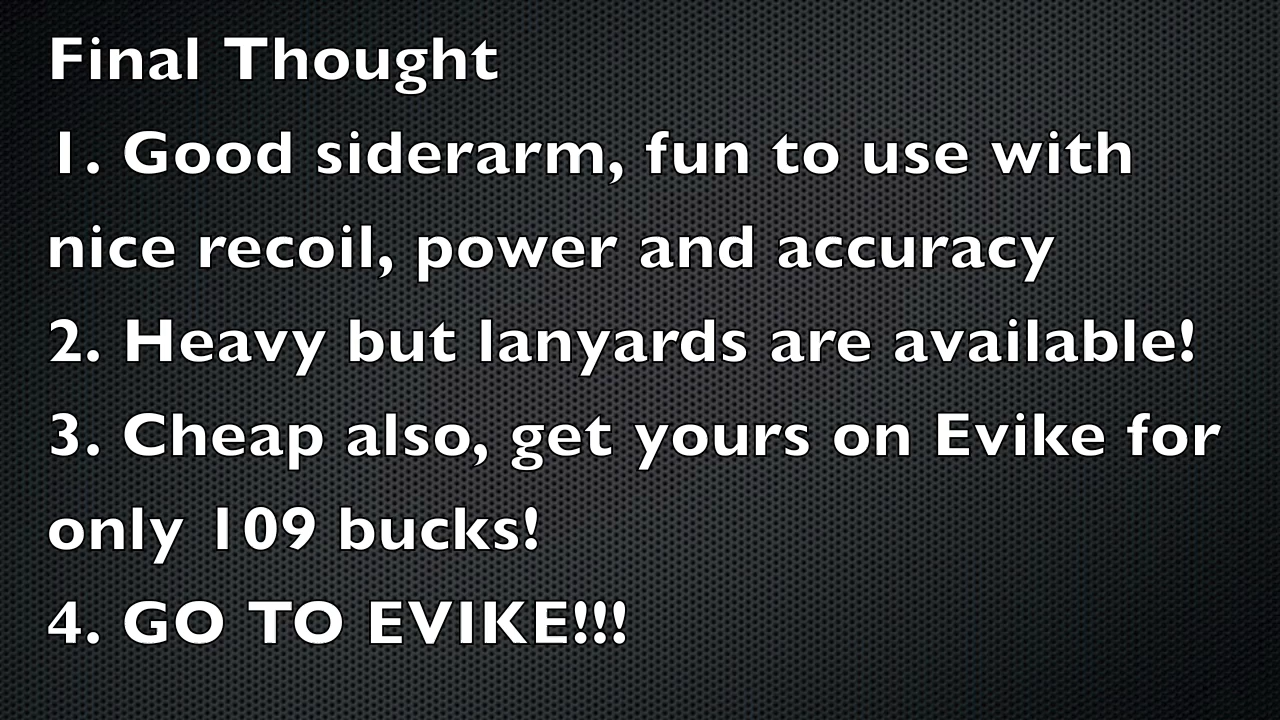 Final Thought
1. Good siderarm, fun to use with
nice recoil, power and accuracy
2. Heavy but lanyards are available!
3. Cheap also, get yours on Evike for
only 109 bucks!
4. GO TO EVIKE!!!